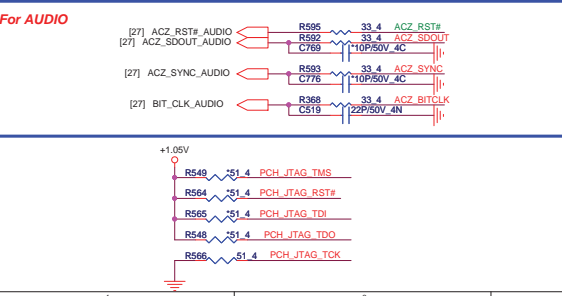 For AUDIO
[27] ACZ_RST#_AUDIO R595 33_4 ACZ_RST#
[27] ACZ_SDOUT_AUDIO R592 33_4 ACZ_SDOUT
C769 *10P/50V_4C
[27] ACZ_SYNC_AUDIO R593 33_4 ACZ_SYNC
C776 *10P/50V_4C
[27] BIT_CLK_AUDIO R368 33_4 ACZ_BITCLK
C519 22P/50V_4N
+1.05V
R549 *51_4 PCH_JTAG_TMS
R564 *51_4 PCH_JTAG_RST#
R565 *51_4 PCH_JTAG_TDI
R548 *51_4 PCH_JTAG_TDO
R566 51_4 PCH_JTAG_TCK